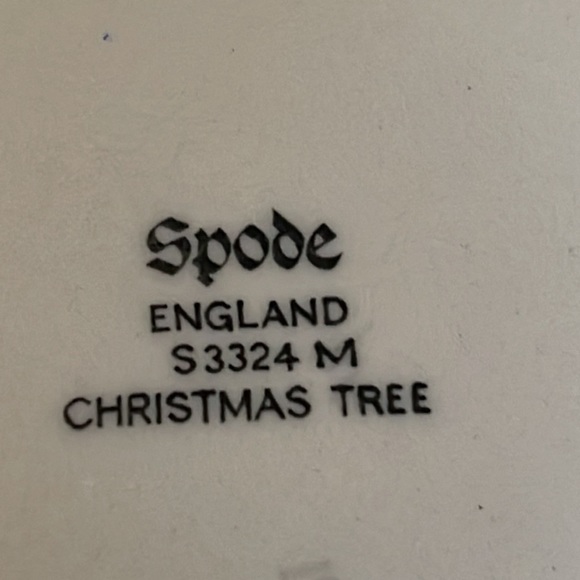 Spode
ENGLAND
S3324 M
CHRISTMAS TREE